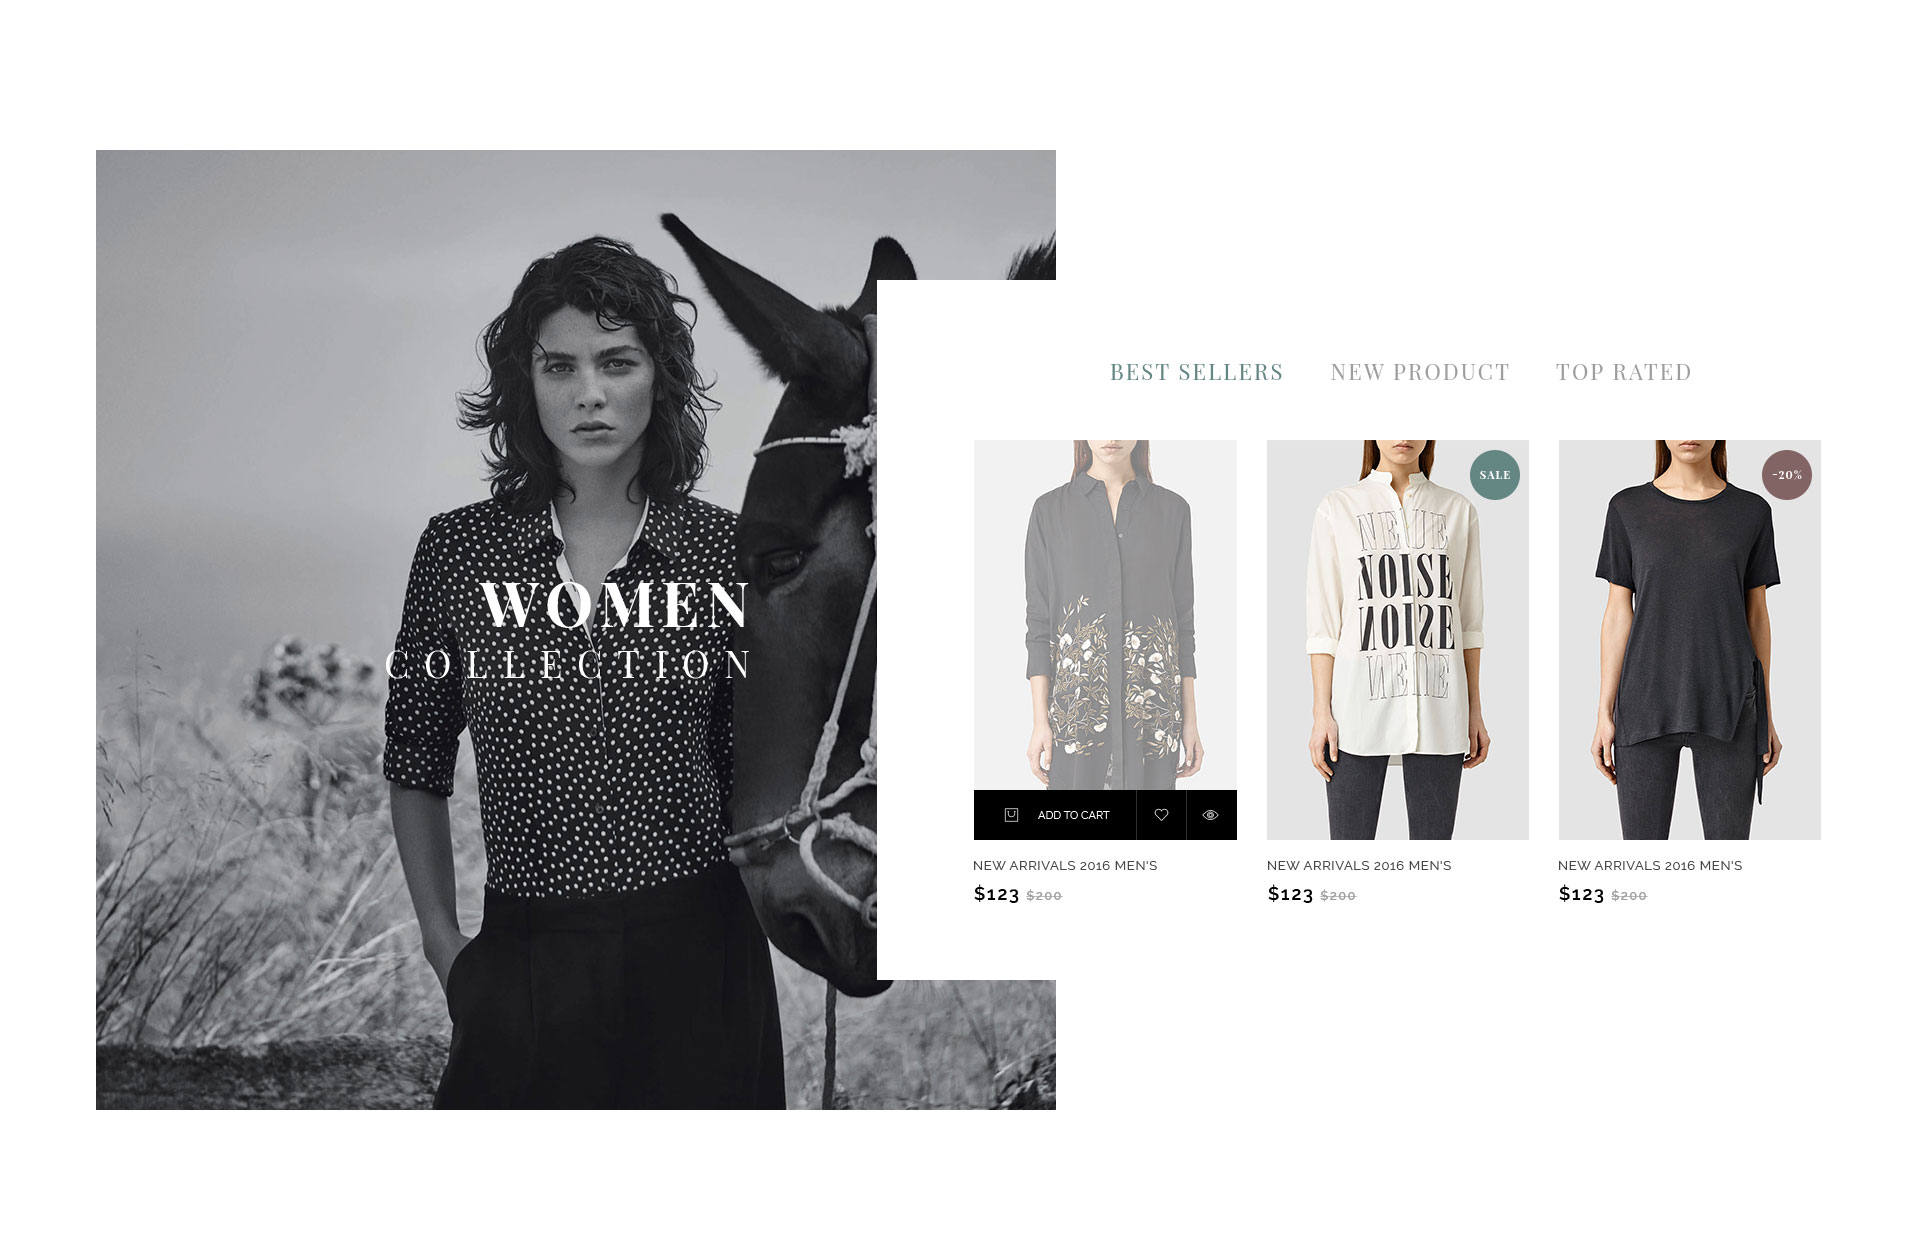 WOMEN
COLLECTION
BEST SELLERS NEW PRODUCT TOP RATED
SALE
-20%
NEUE
NOISE
NOISE
NEUE
ADD TO CART
NEW ARRIVALS 2016 MEN'S
$123 $200
NEW ARRIVALS 2016 MEN'S
$123 $200
NEW ARRIVALS 2016 MEN'S
$123 $200